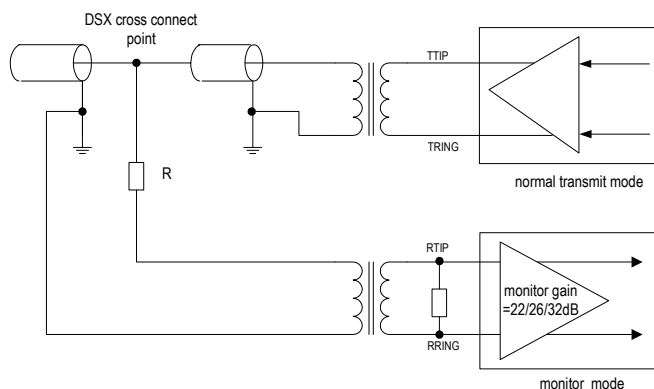 DSX cross connect
point
TTIP
TRING
normal transmit mode
R
RTIP
monitor gain
=22/26/32dB
RRING
monitor mode